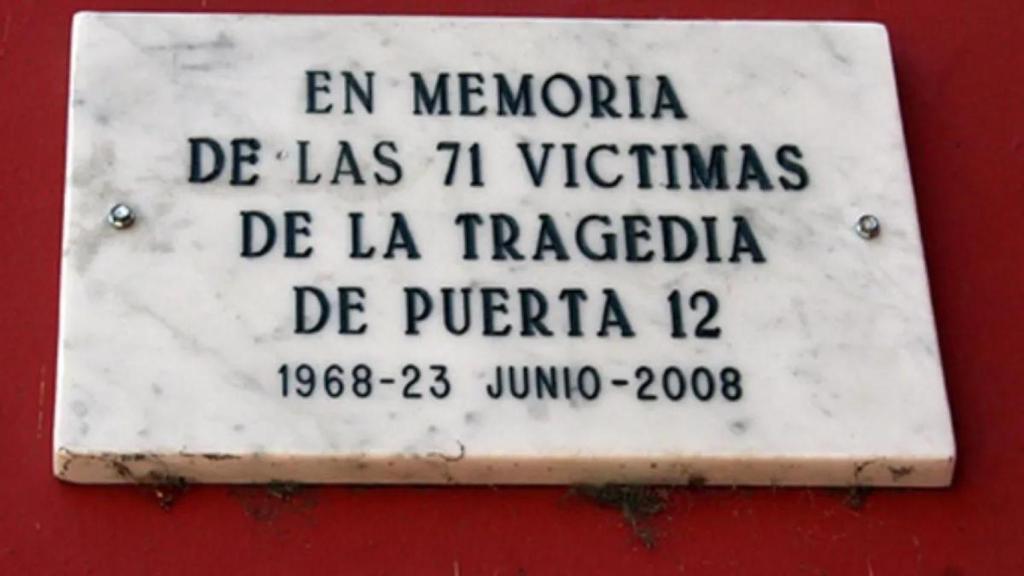 EN MEMORIA
DE LAS 71 VICTIMAS
DE LA TRAGEDIA
DE PUERTA 12
1968-23 JUNIO-2008